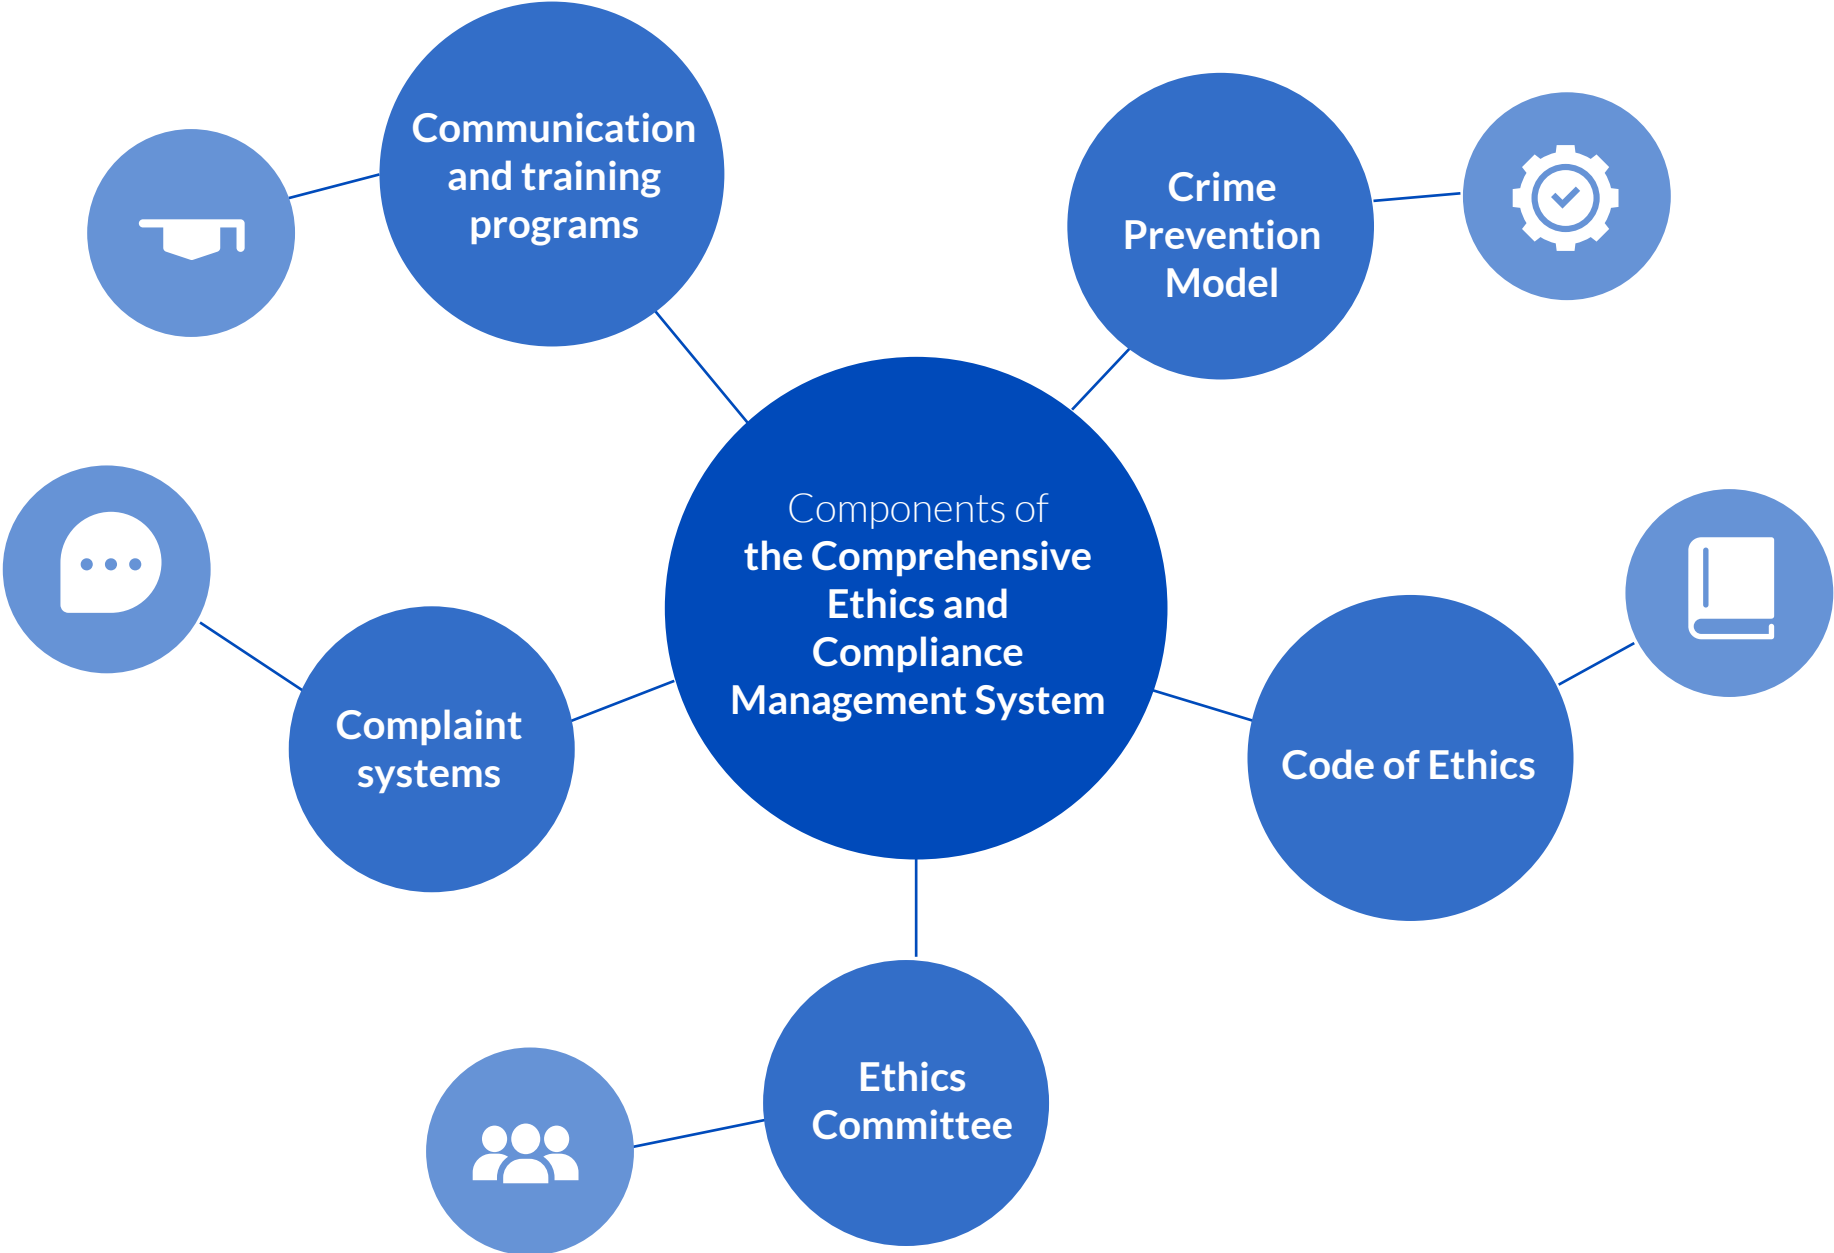 Communication
and training
programs
Crime
Prevention
Model
Components of
the Comprehensive
Ethics and
Compliance
Management System
Complaint
systems
Code of Ethics
Ethics
Committee